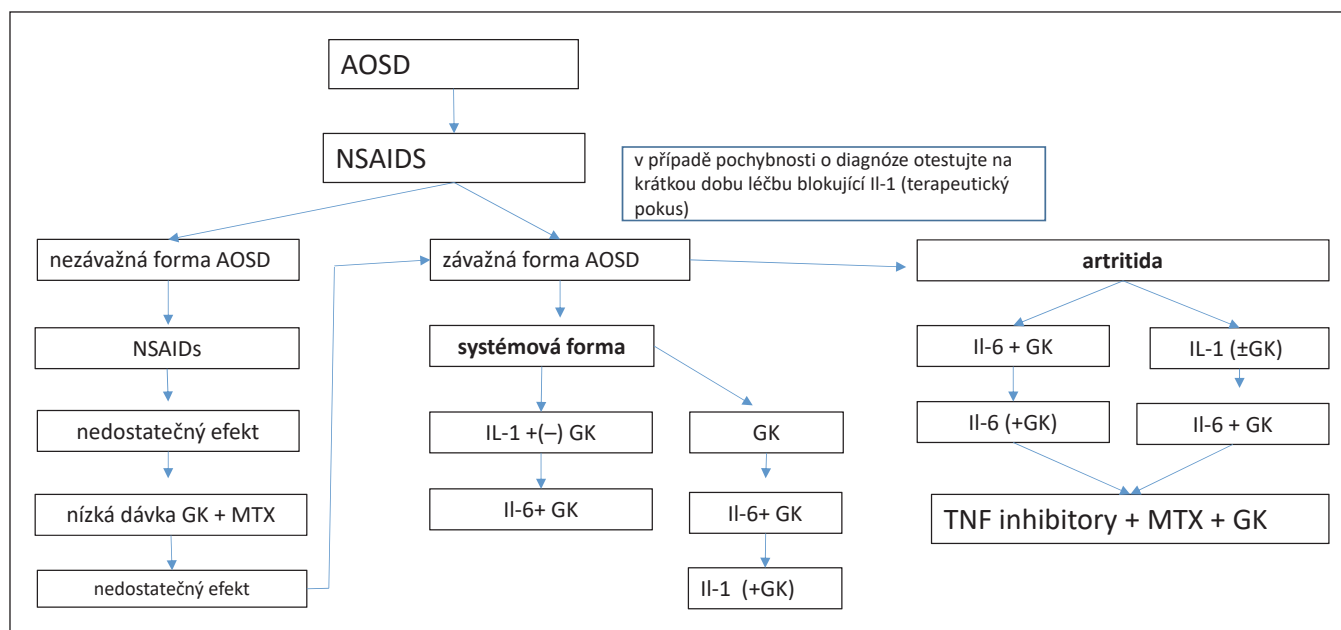 AOSD
NSAIDS
v případě pochybnosti o diagnóze otestujte na
krátkou dobu léčbu blokující Il-1 (terapeutický
pokus)
nezávažná forma AOSD
závažná forma AOSD
artritida
NSAIDs
systémová forma
Il-6 + GK
IL-1 (±GK)
nedostatečný efekt
IL-1 +(–) GK
GK
Il-6 (+GK)
Il-6 + GK
nízká dávka GK + MTX
Il-6+ GK
Il-6+ GK
TNF inhibitory + MTX + GK
nedostatečný efekt
Il-1 (+GK)